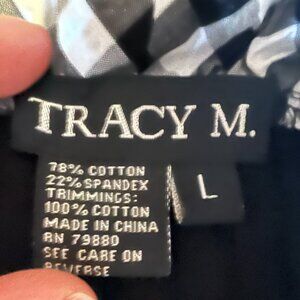 TRACY M.
78% COTTON
22% SPANDEX
TRIMMINGS:
100% COTTON
MADE IN CHINA
RN 79880
SEE CARE ON
REVERSE
L